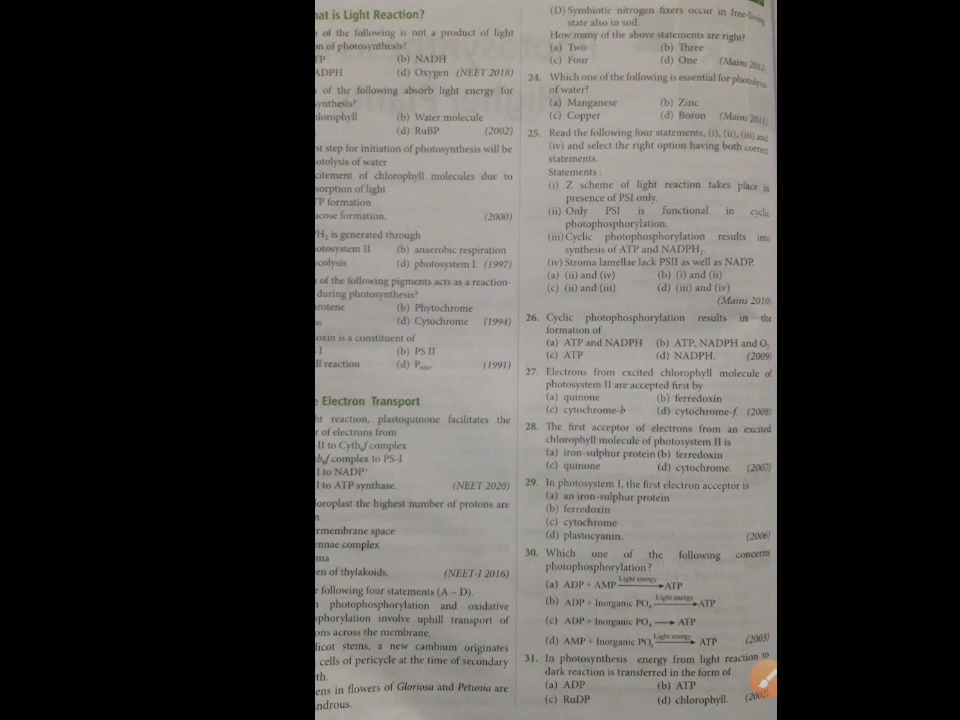 hat is Light Reaction?
of the following is not a product of light
on of photosynthesis?
TP (b) NADH
ADPH (d) Oxygen (NEET 2018)
of the following absorb light energy for
synthesis?
hlorophyll (b) Water molecule
(d) RuBP (2002)
st step for initiation of photosynthesis will be
otolysis of water
citement of chlorophyll molecules due to
sorption of light
TP formation
ucose formation. (2000)
H₂ is generated through
otosystem II (b) anaerobic respiration
ycolysis (d) photosystem I. (1997)
of the following pigments acts as a reaction-
during photosynthesis?
rotene (b) Phytochrome
(d) Cytochrome (1994)
oxin is a constituent of
I (b) PS II
ll reaction (d) P₆₈₀. (1991)
e Electron Transport
ht reaction, plastoquinone facilitates the
r of electrons from
-II to Cytb₆f complex
tb₆f complex to PS-I
I to NADP⁺
I to ATP synthase. (NEET 2020)
loroplast the highest number of protons are
n
rmembrane space
ennae complex
ma
en of thylakoids. (NEET-I 2016)
e following four statements (A – D).
h photophosphorylation and oxidative
sphorylation involve uphill transport of
ons across the membrane.
licot stems, a new cambium originates
cells of pericycle at the time of secondary
th.
ens in flowers of Gloriosa and Petunia are
ndrous.
(D) Symbiotic nitrogen fixers occur in free-living
state also in soil.
How many of the above statements are right?
(a) Two (b) Three
(c) Four (d) One (Mains 2012)
24. Which one of the following is essential for photolysis
of water?
(a) Manganese (b) Zinc
(c) Copper (d) Boron (Mains 2011)
25. Read the following four statements, (i), (ii), (iii) and
(iv) and select the right option having both correct
statements.
Statements :
(i) Z scheme of light reaction takes place in
presence of PSI only.
(ii) Only PSI is functional in cyclic
photophosphorylation.
(iii) Cyclic photophosphorylation results into
synthesis of ATP and NADPH₂.
(iv) Stroma lamellae lack PSII as well as NADP.
(a) (ii) and (iv) (b) (i) and (ii)
(c) (ii) and (iii) (d) (iii) and (iv)
(Mains 2010)
26. Cyclic photophosphorylation results in the
formation of
(a) ATP and NADPH (b) ATP, NADPH and O₂
(c) ATP (d) NADPH. (2009)
27. Electrons from excited chlorophyll molecule of
photosystem II are accepted first by
(a) quinone (b) ferredoxin
(c) cytochrome-b (d) cytochrome-f. (2008)
28. The first acceptor of electrons from an excited
chlorophyll molecule of photosystem II is
(a) iron-sulphur protein (b) ferredoxin
(c) quinone (d) cytochrome. (2007)
29. In photosystem I, the first electron acceptor is
(a) an iron-sulphur protein
(b) ferredoxin
(c) cytochrome
(d) plastocyanin. (2006)
30. Which one of the following concerns
photophosphorylation?
(a) ADP + AMP Light energy → ATP
(b) ADP + Inorganic PO₄ Light energy → ATP
(c) ADP + Inorganic PO₄ → ATP
(d) AMP + Inorganic PO₄ Light energy → ATP (2003)
31. In photosynthesis energy from light reaction to
dark reaction is transferred in the form of
(a) ADP (b) ATP
(c) RuDP (d) chlorophyll. (2002)